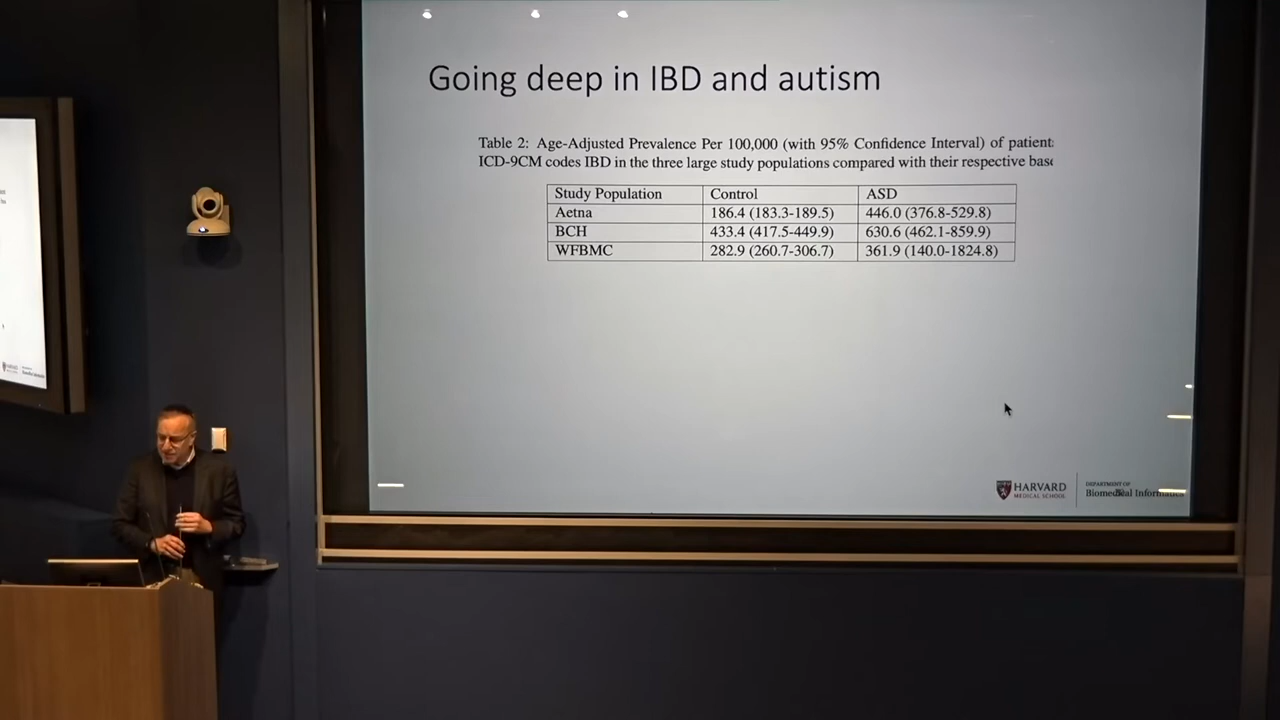 Going deep in IBD and autism
Table 2: Age-Adjusted Prevalence Per 100,000 (with 95% Confidence Interval) of patient
ICD-9CM codes IBD in the three large study populations compared with their respective base
Study Population Control ASD
Aetna 186.4 (183.3-189.5) 446.0 (376.8-529.8)
BCH 433.4 (417.5-449.9) 630.6 (462.1-859.9)
WFBMC 282.9 (260.7-306.7) 361.9 (140.0-1824.8)
HARVARD
MEDICAL SCHOOL
DEPARTMENT OF
Biomedical Informatics